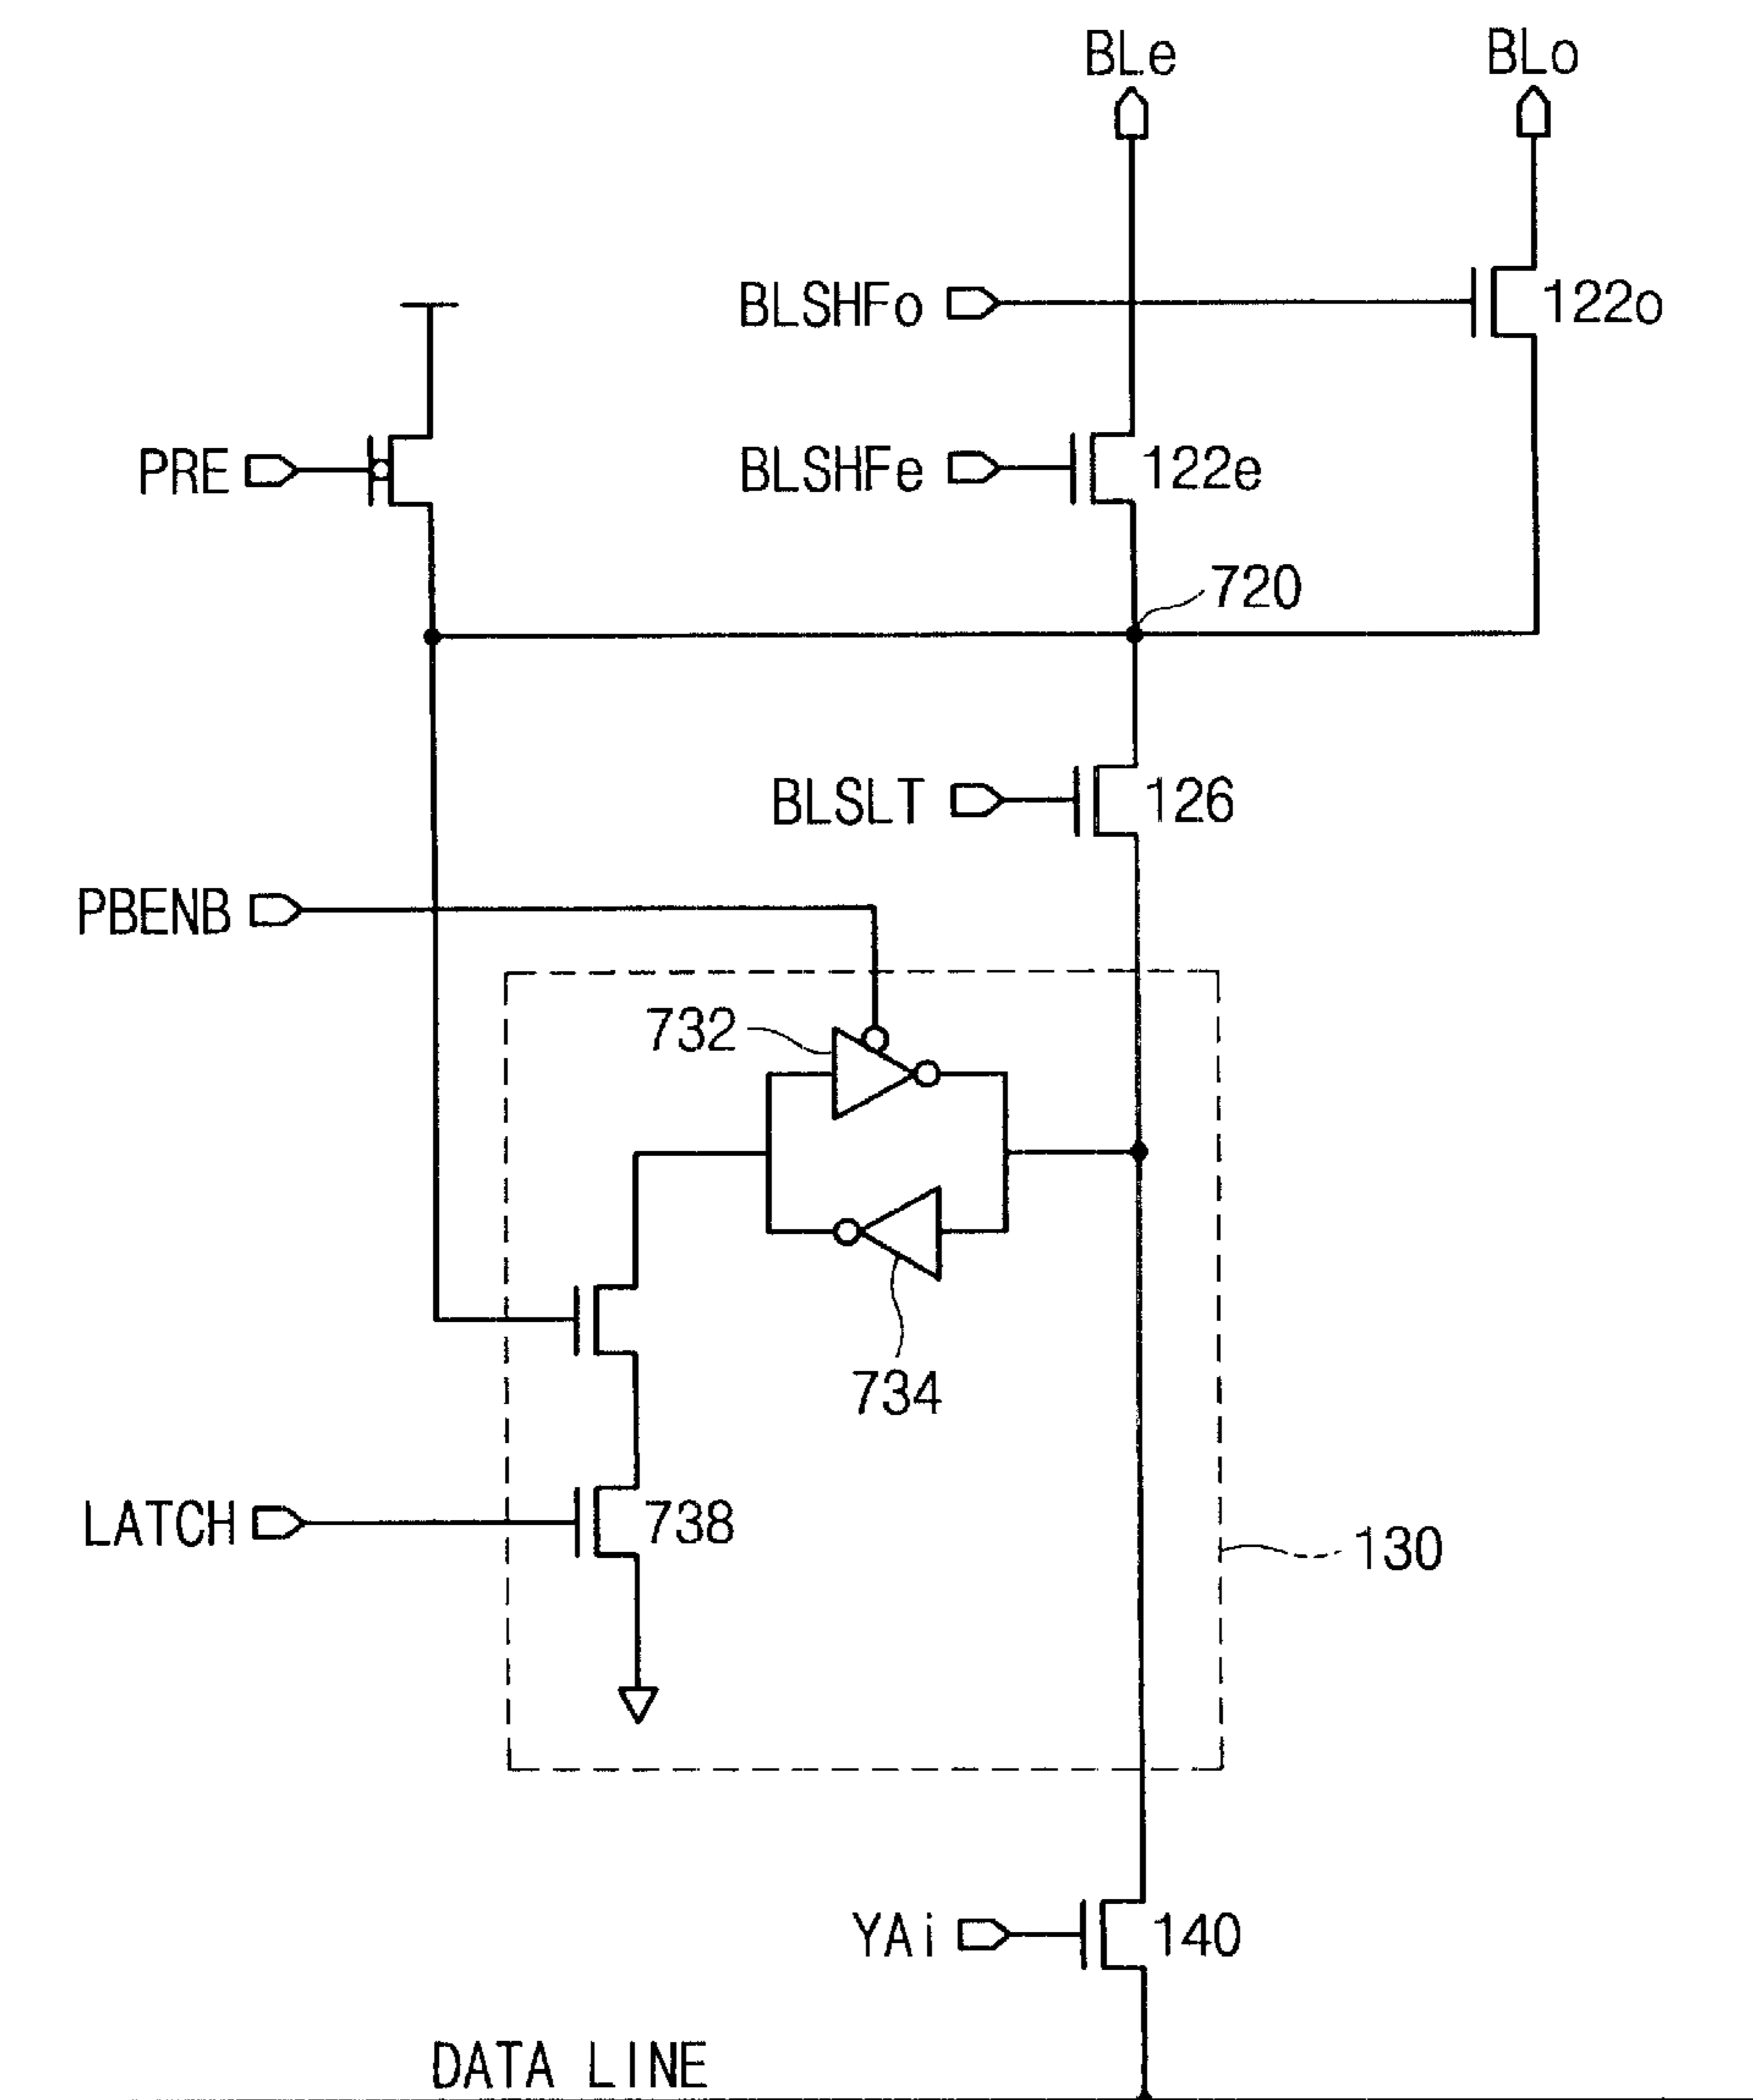 BLe
BLo
BLSHFo
122o
PRE
BLSHFe
122e
720
BLSLT
126
PBENB
732
734
LATCH
738
130
YAi
140
DATA LINE